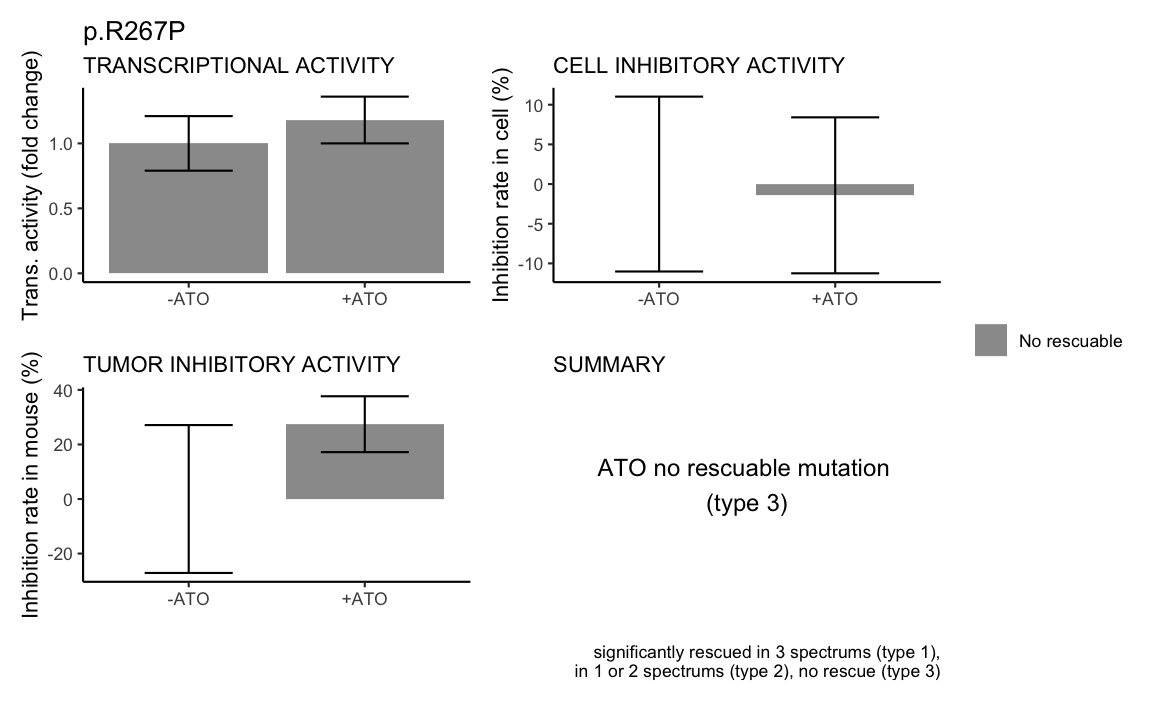 p.R267P
TRANSCRIPTIONAL ACTIVITY
Trans. activity (fold change)
1.0
0.5
0.0
-ATO
+ATO
CELL INHIBITORY ACTIVITY
Inhibition rate in cell (%)
10
5
0
-5
-10
-ATO
+ATO
No rescuable
TUMOR INHIBITORY ACTIVITY
Inhibition rate in mouse (%)
40
20
0
-20
-ATO
+ATO
SUMMARY
ATO no rescuable mutation
(type 3)
significantly rescued in 3 spectrums (type 1),
in 1 or 2 spectrums (type 2), no rescue (type 3)